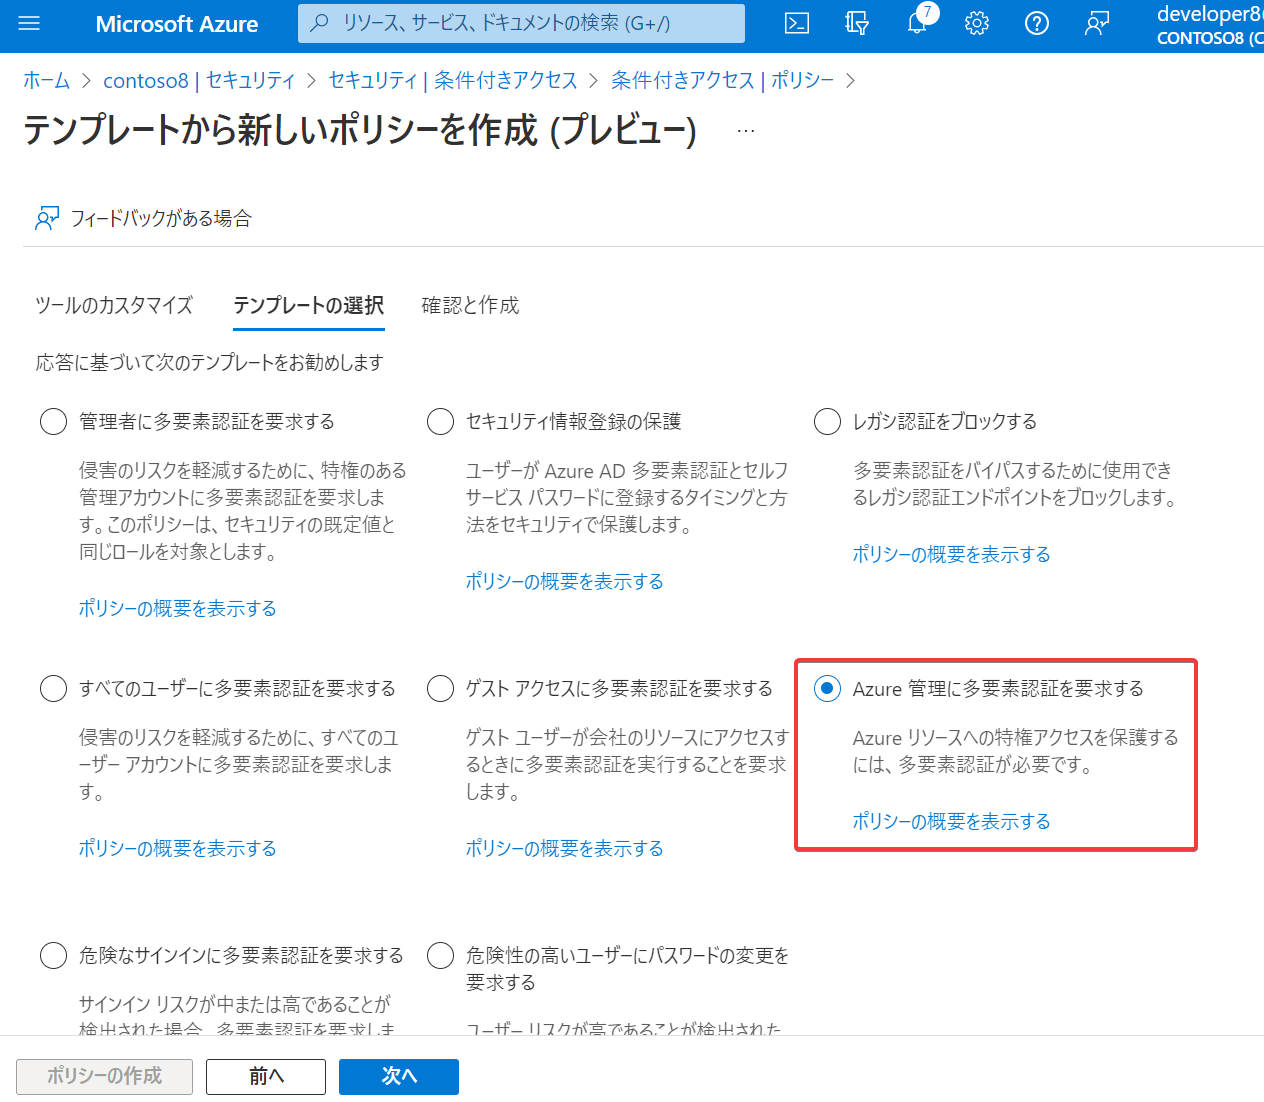 Microsoft Azure
リソース、サービス、ドキュメントの検索 (G+/)
7
developer8
CONTOSO8 (C
ホーム > contoso8 | セキュリティ > セキュリティ | 条件付きアクセス > 条件付きアクセス | ポリシー >
テンプレートから新しいポリシーを作成 (プレビュー) …
フィードバックがある場合
ツールのカスタマイズ テンプレートの選択 確認と作成
応答に基づいて次のテンプレートをお勧めします
管理者に多要素認証を要求する
侵害のリスクを軽減するために、特権のある
管理アカウントに多要素認証を要求しま
す。このポリシーは、セキュリティの既定値と
同じロールを対象とします。
ポリシーの概要を表示する
セキュリティ情報登録の保護
ユーザーが Azure AD 多要素認証とセルフ
サービス パスワードに登録するタイミングと方
法をセキュリティで保護します。
ポリシーの概要を表示する
レガシ認証をブロックする
多要素認証をバイパスするために使用でき
るレガシ認証エンドポイントをブロックします。
ポリシーの概要を表示する
すべてのユーザーに多要素認証を要求する
侵害のリスクを軽減するために、すべてのユ
ーザー アカウントに多要素認証を要求しま
す。
ポリシーの概要を表示する
ゲスト アクセスに多要素認証を要求する
ゲスト ユーザーが会社のリソースにアクセスす
るときに多要素認証を実行することを要求
します。
ポリシーの概要を表示する
Azure 管理に多要素認証を要求する
Azure リソースへの特権アクセスを保護する
には、多要素認証が必要です。
ポリシーの概要を表示する
危険なサインインに多要素認証を要求する
サインイン リスクが中または高であることが
検出された場合、多要素認証を要求しま
危険性の高いユーザーにパスワードの変更を
要求する
ユーザー リスクが高であることが検出された
ポリシーの作成 前へ 次へ